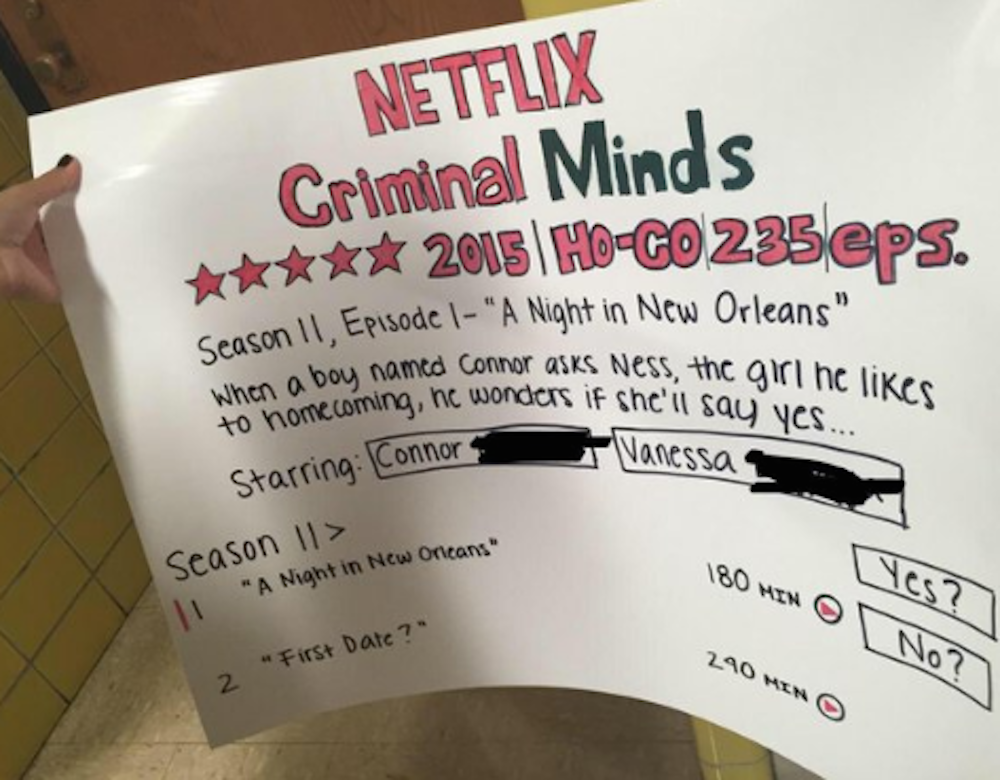 NETFLIX
Criminal Minds
2015 | HO-CO | 235 eps.
Season 11, Episode 1- "A Night in New Orleans"
When a boy named Connor asks Ness, the girl he likes
to homecoming, he wonders if she'll say yes...
Starring: Connor Vanessa
Season 11 >
1 "A Night in New Orleans" 180 MIN
Yes?
2 "First Date?" 290 MIN
No?